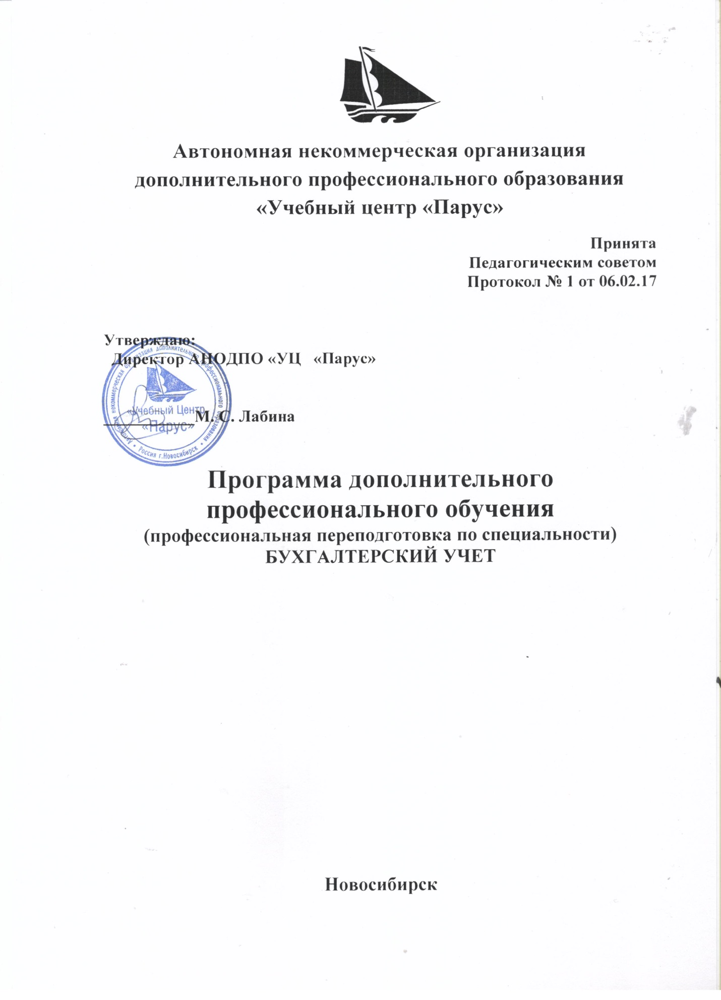 Автономная некоммерческая организация
дополнительного профессионального образования
«Учебный центр «Парус»
Принята
Педагогическим советом
Протокол № 1 от 06.02.17
Утверждаю:
Директор АНОДПО «УЦ «Парус»
М. С. Лабина
Автономная некоммерческая организация дополнительного профессионального образования
«Учебный Центр
«Парус»
Россия г.Новосибирск
Программа дополнительного
профессионального обучения
(профессиональная переподготовка по специальности)
БУХГАЛТЕРСКИЙ УЧЕТ
Новосибирск